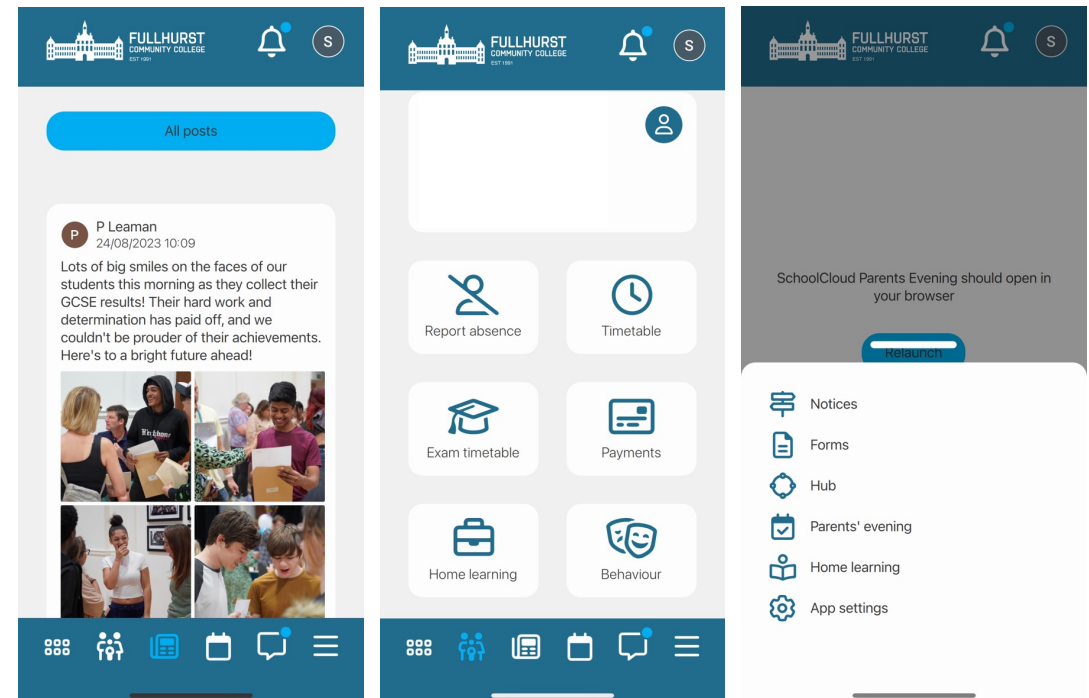 FULLHURST
COMMUNITY COLLEGE
EST 1991
S
All posts
P
P Leaman
24/08/2023 10:09
Lots of big smiles on the faces of our
students this morning as they collect their
GCSE results! Their hard work and
determination has paid off, and we
couldn't be prouder of their achievements.
Here's to a bright future ahead!
FULLHURST
COMMUNITY COLLEGE
EST 1991
S
Report absence
Timetable
Exam timetable
Payments
Home learning
Behaviour
FULLHURST
COMMUNITY COLLEGE
EST 1991
S
SchoolCloud Parents Evening should open in
your browser
Relaunch
Notices
Forms
Hub
Parents' evening
Home learning
App settings